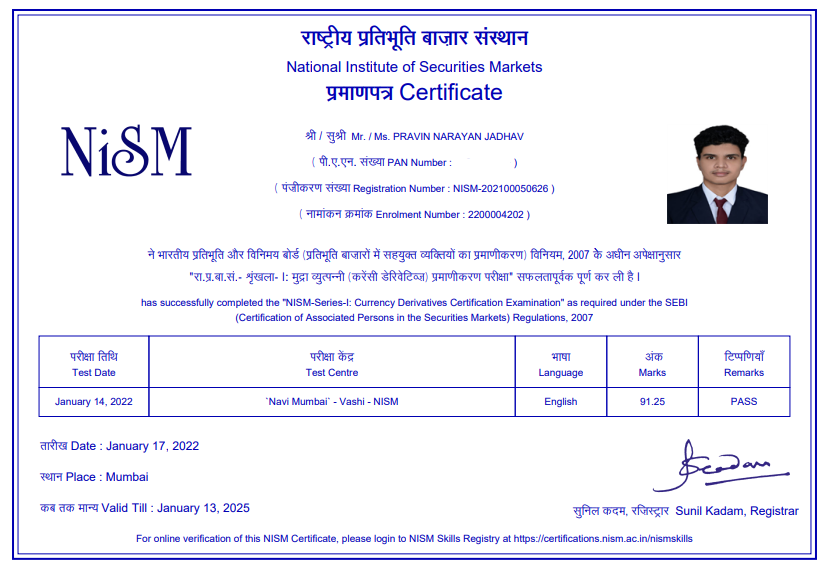 राष्ट्रीय प्रतिभूति बाज़ार संस्थान
National Institute of Securities Markets
प्रमाणपत्र Certificate
NiSM
श्री / सुश्री Mr. / Ms. PRAVIN NARAYAN JADHAV
( पी.ए.एन. संख्या PAN Number : )
( पंजीकरण संख्या Registration Number : NISM-202100050626 )
( नामांकन क्रमांक Enrolment Number : 2200004202 )
ने भारतीय प्रतिभूति और विनिमय बोर्ड (प्रतिभूति बाजारों में सहयुक्त व्यक्तियों का प्रमाणीकरण) विनियम, 2007 के अधीन अपेक्षानुसार
"रा.प्र.बा.सं.- श्रृंखला- I: मुद्रा व्युत्पन्नी (करेंसी डेरिवेटिव्ज) प्रमाणीकरण परीक्षा" सफलतापूर्वक पूर्ण कर ली है I
has successfully completed the "NISM-Series-I: Currency Derivatives Certification Examination" as required under the SEBI
(Certification of Associated Persons in the Securities Markets) Regulations, 2007
परीक्षा तिथि परीक्षा केंद्र भाषा अंक टिप्पणियाँ
Test Date Test Centre Language Marks Remarks
January 14, 2022 `Navi Mumbai` - Vashi - NISM English 91.25 PASS
तारीख Date : January 17, 2022
स्थान Place : Mumbai
कब तक मान्य Valid Till : January 13, 2025
सुनिल कदम, रजिस्ट्रार Sunil Kadam, Registrar
For online verification of this NISM Certificate, please login to NISM Skills Registry at https://certifications.nism.ac.in/nismskills